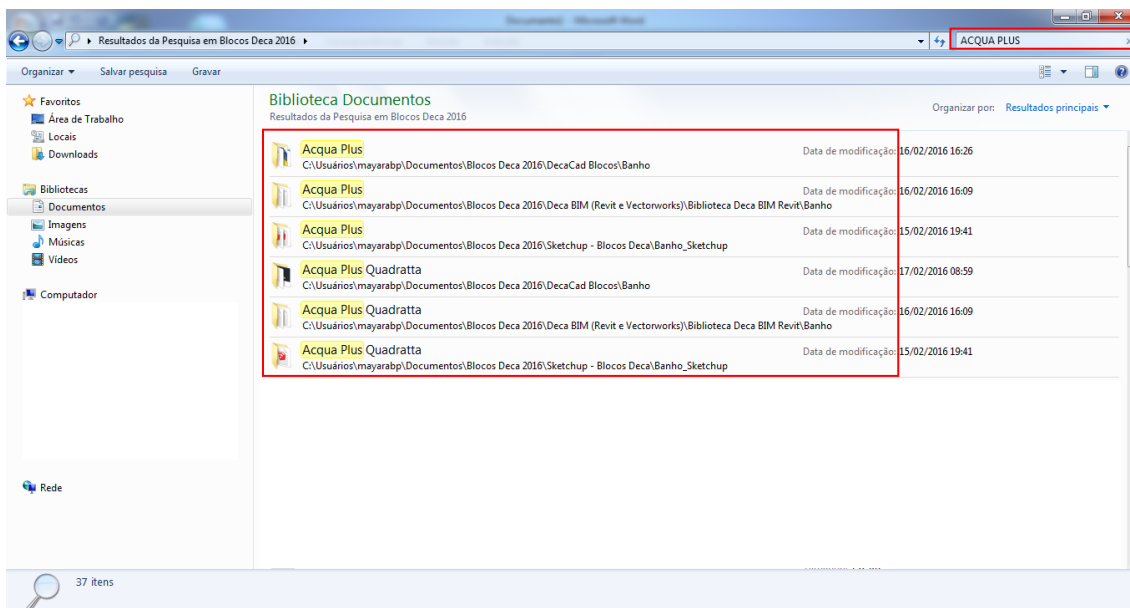 Documento1 - Microsoft Word
Resultados da Pesquisa em Blocos Deca 2016
ACQUA PLUS
Organizar Salvar pesquisa Gravar
Favoritos
Área de Trabalho
Locais
Downloads
Bibliotecas
Documentos
Imagens
Músicas
Vídeos
Computador
Rede
Biblioteca Documentos
Resultados da Pesquisa em Blocos Deca 2016
Organizar por: Resultados principais
Acqua Plus
Data de modificação: 16/02/2016 16:26
C:\Usuários\mayarabp\Documentos\Blocos Deca 2016\DecaCad Blocos\Banho
Acqua Plus
Data de modificação: 16/02/2016 16:09
C:\Usuários\mayarabp\Documentos\Blocos Deca 2016\Deca BIM (Revit e Vectorworks)\Biblioteca Deca BIM Revit\Banho
Acqua Plus
Data de modificação: 15/02/2016 19:41
C:\Usuários\mayarabp\Documentos\Blocos Deca 2016\Sketchup - Blocos Deca\Banho_Sketchup
Acqua Plus Quadratta
Data de modificação: 17/02/2016 08:59
C:\Usuários\mayarabp\Documentos\Blocos Deca 2016\DecaCad Blocos\Banho
Acqua Plus Quadratta
Data de modificação: 16/02/2016 16:09
C:\Usuários\mayarabp\Documentos\Blocos Deca 2016\Deca BIM (Revit e Vectorworks)\Biblioteca Deca BIM Revit\Banho
Acqua Plus Quadratta
Data de modificação: 15/02/2016 19:41
C:\Usuários\mayarabp\Documentos\Blocos Deca 2016\Sketchup - Blocos Deca\Banho_Sketchup
37 itens